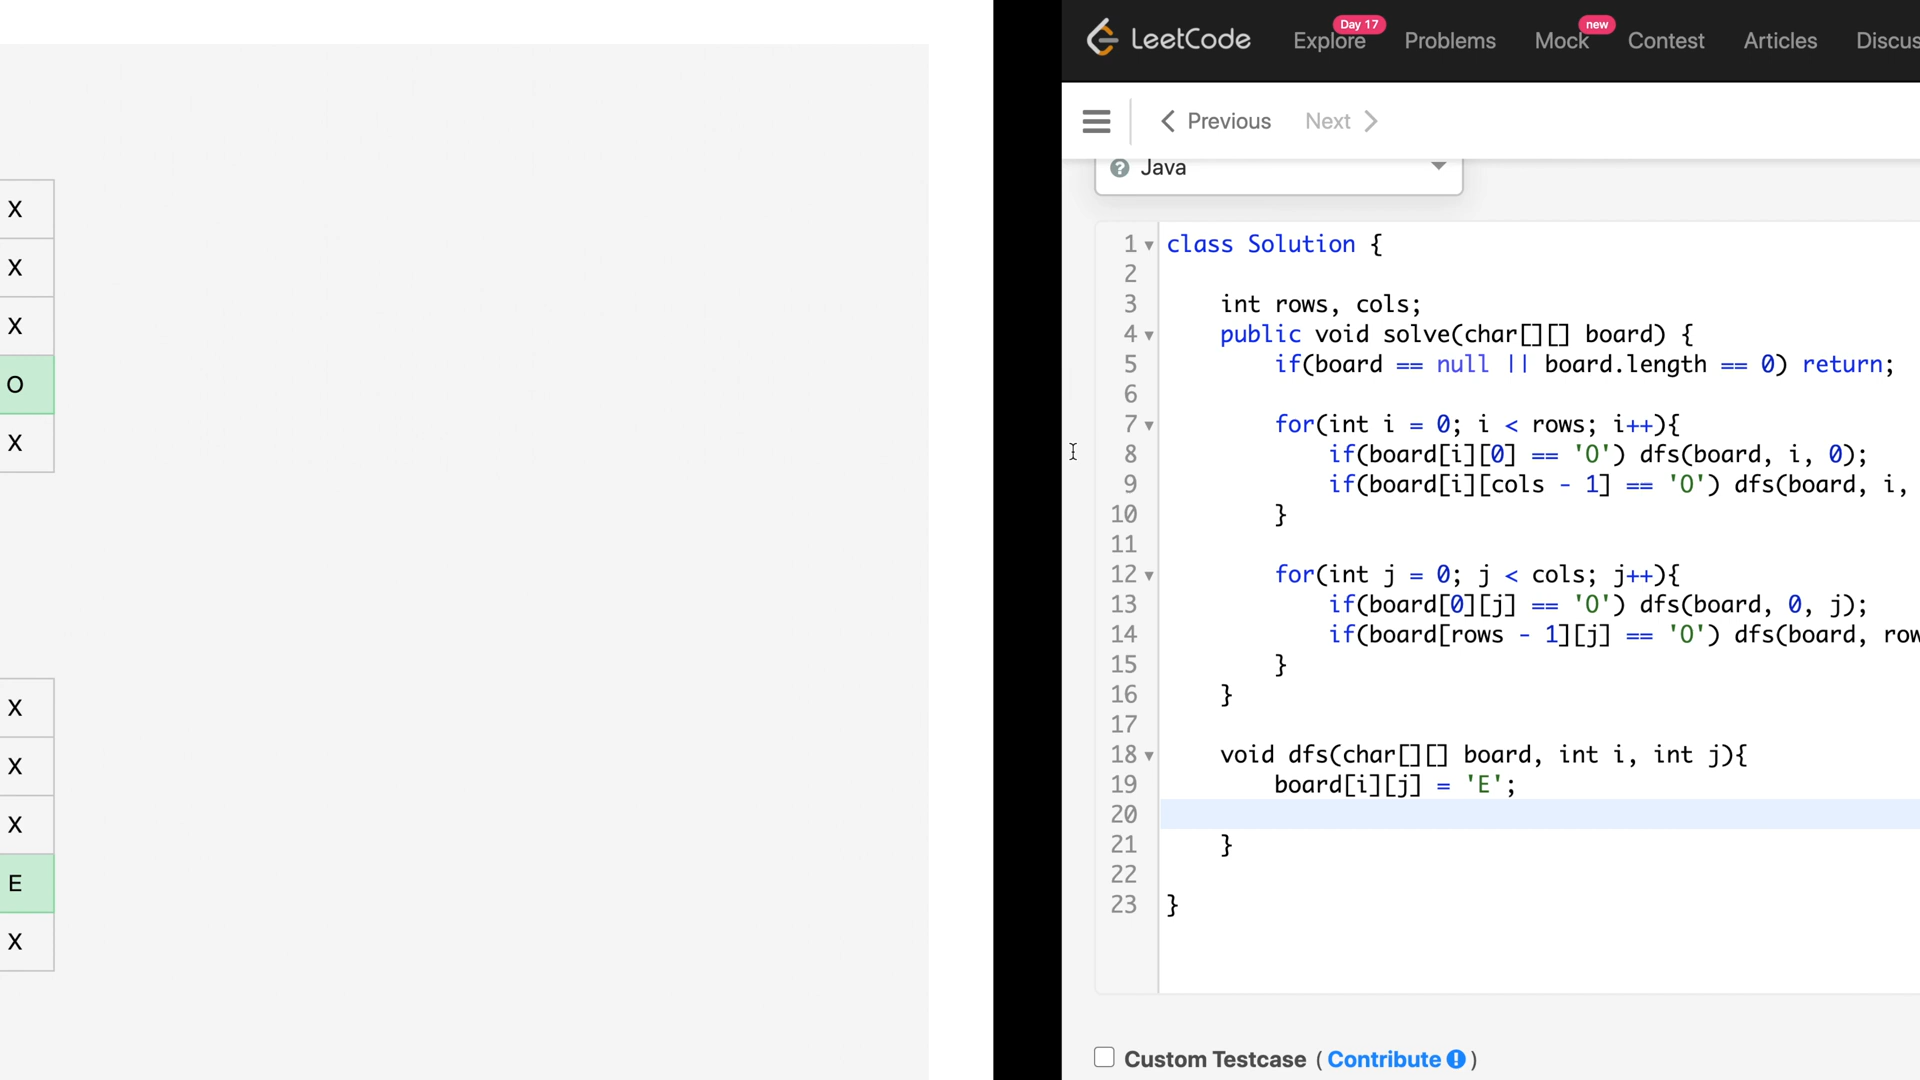 X
X
X
O
X
X
X
X
E
X
LeetCode
Explore
Day 17
Problems
Mock
new
Contest
Articles
Discus
Previous
Next
? Java
1 class Solution {
2
3 int rows, cols;
4 public void solve(char[][] board) {
5 if(board == null || board.length == 0) return;
6
7 for(int i = 0; i < rows; i++){
8 if(board[i][0] == 'O') dfs(board, i, 0);
9 if(board[i][cols - 1] == 'O') dfs(board, i,
10 }
11
12 for(int j = 0; j < cols; j++){
13 if(board[0][j] == 'O') dfs(board, 0, j);
14 if(board[rows - 1][j] == 'O') dfs(board, row
15 }
16 }
17
18 void dfs(char[][] board, int i, int j){
19 board[i][j] = 'E';
20
21 }
22
23 }
Custom Testcase ( Contribute ! )